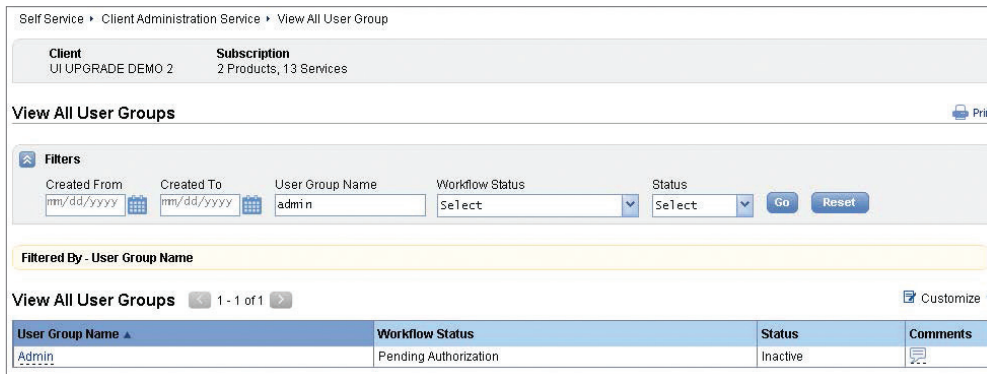 Self Service ▸ Client Administration Service ▸ View All User Group
Client Subscription
UI UPGRADE DEMO 2 2 Products, 13 Services
View All User Groups Pri
Filters
Created From Created To User Group Name Workflow Status Status
mm/dd/yyyy mm/dd/yyyy admin Select Select Go Reset
Filtered By - User Group Name
View All User Groups 1 - 1 of 1 Customize
User Group Name Workflow Status Status Comments
Admin Pending Authorization Inactive